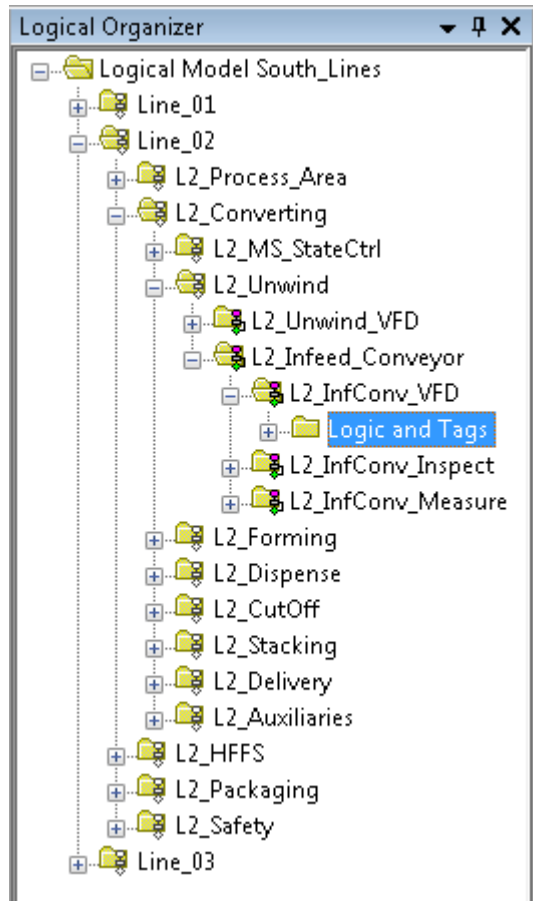 Logical Organizer
Logical Model South_Lines
Line_01
Line_02
L2_Process_Area
L2_Converting
L2_MS_StateCtrl
L2_Unwind
L2_Unwind_VFD
L2_Infeed_Conveyor
L2_InfConv_VFD
Logic and Tags
L2_InfConv_Inspect
L2_InfConv_Measure
L2_Forming
L2_Dispense
L2_CutOff
L2_Stacking
L2_Delivery
L2_Auxiliaries
L2_HFFS
L2_Packaging
L2_Safety
Line_03